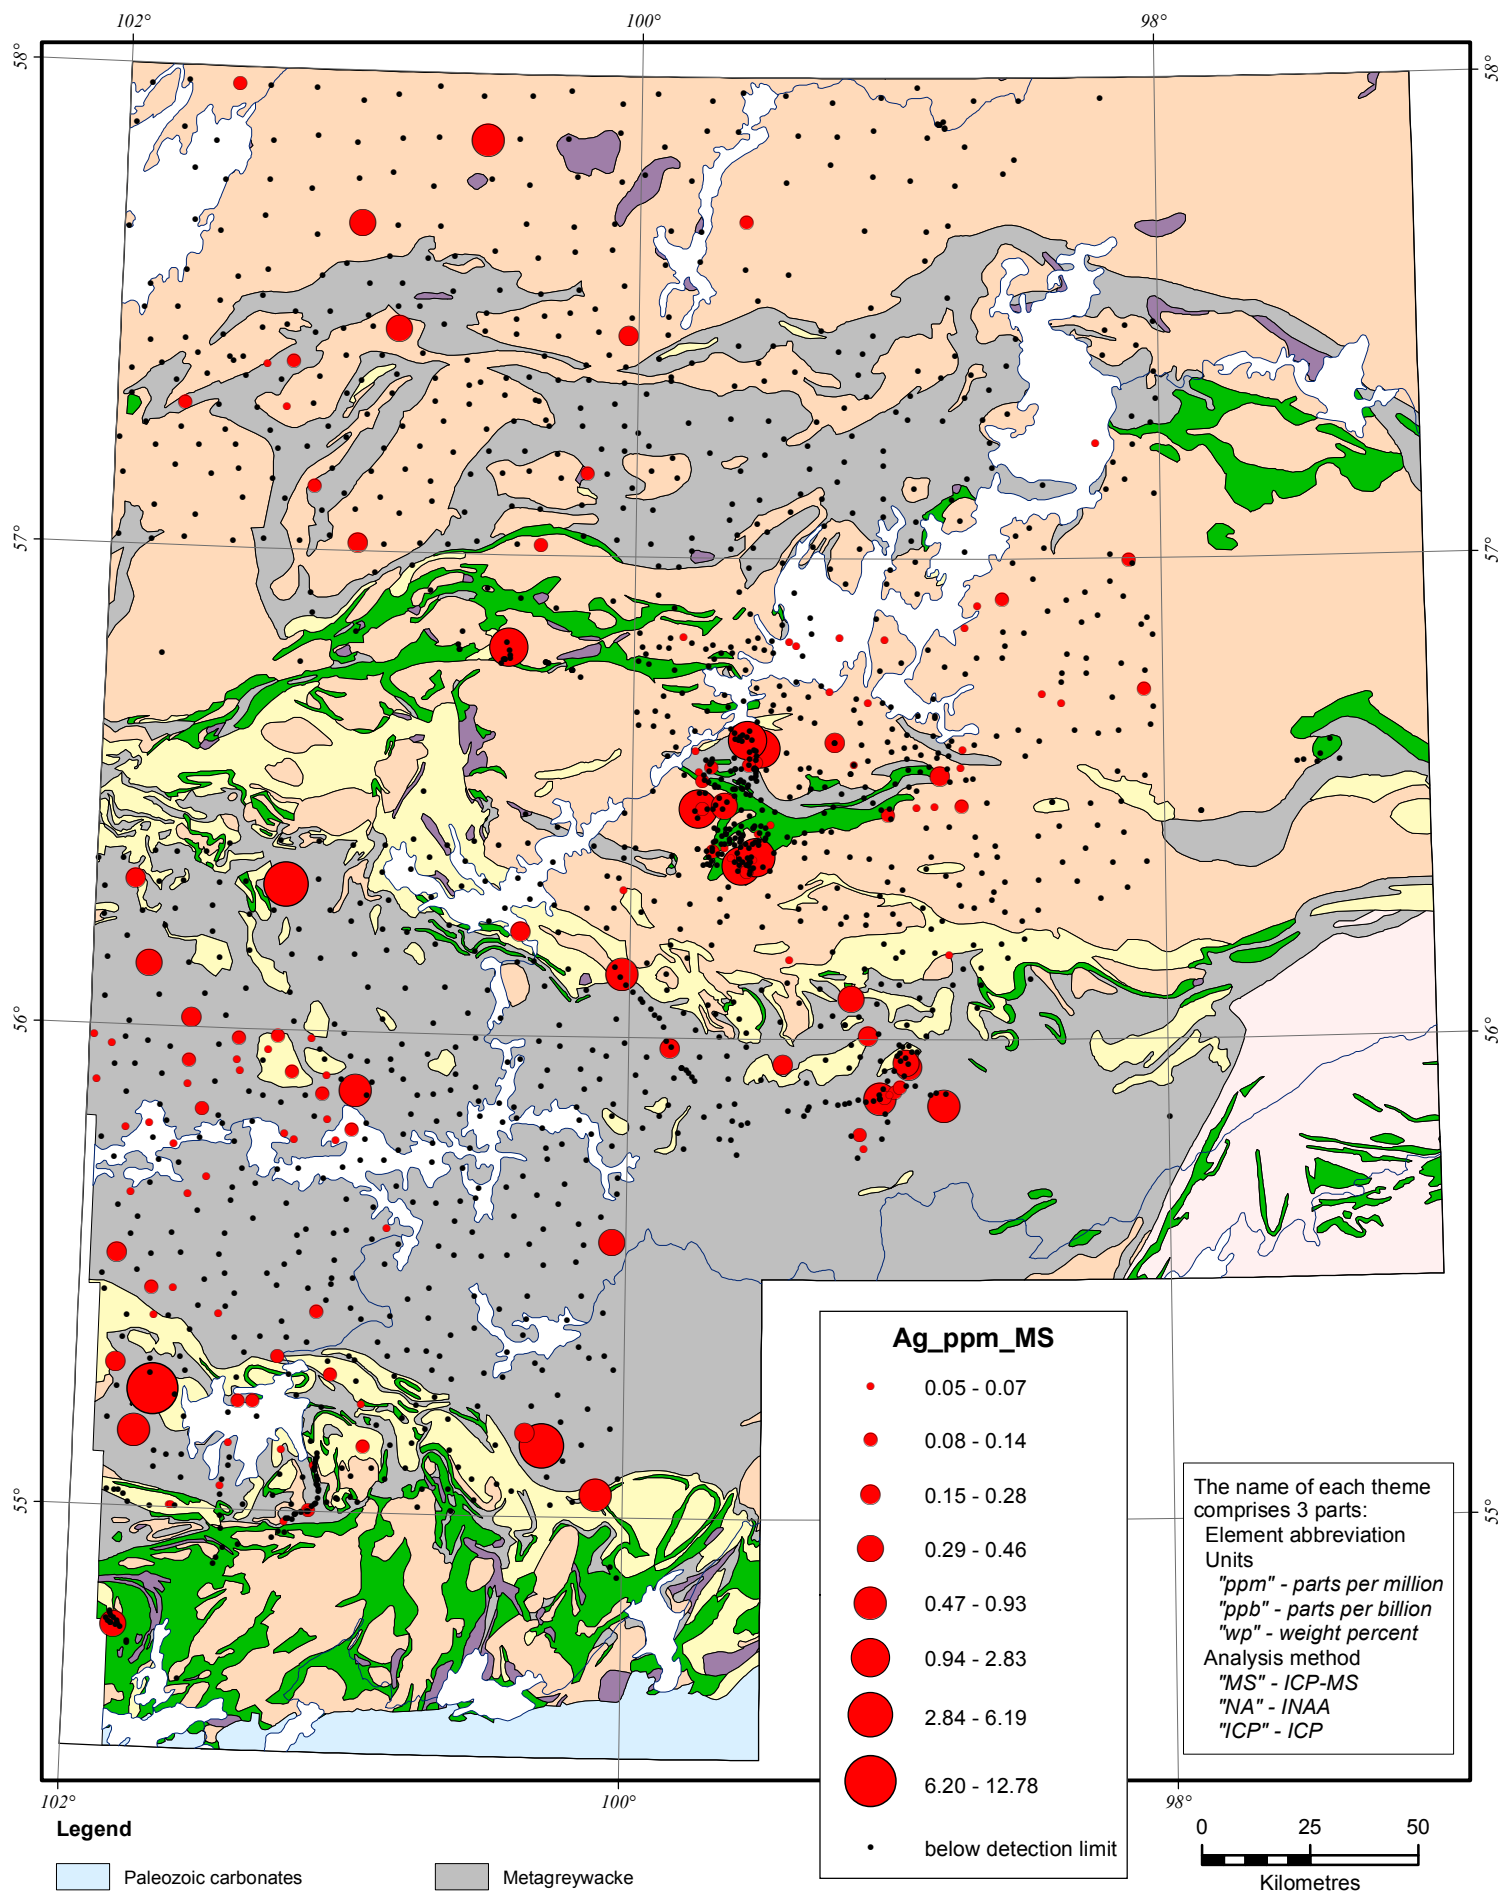 102°
100°
98°
58°
58°
57°
57°
56°
56°
55°
55°
Ag_ppm_MS
0.05 - 0.07
0.08 - 0.14
0.15 - 0.28
0.29 - 0.46
0.47 - 0.93
0.94 - 2.83
2.84 - 6.19
6.20 - 12.78
below detection limit
The name of each theme
comprises 3 parts:
Element abbreviation
Units
"ppm" - parts per million
"ppb" - parts per billion
"wp" - weight percent
Analysis method
"MS" - ICP-MS
"NA" - INAA
"ICP" - ICP
102°
100°
98°
Legend
Paleozoic carbonates
Metagreywacke
0 25 50
Kilometres